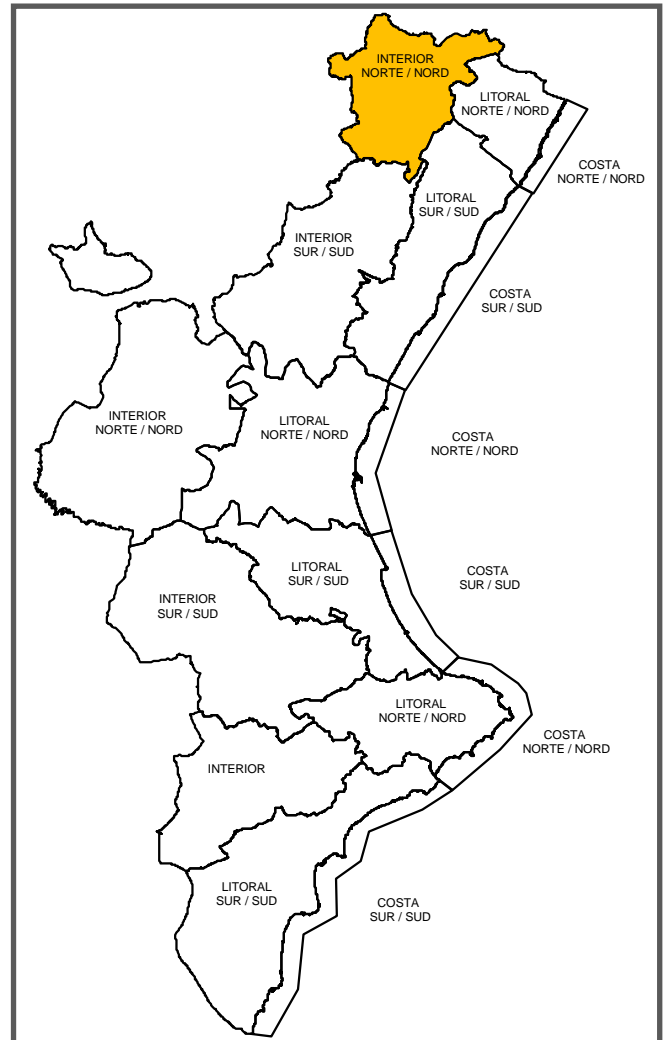 INTERIOR
NORTE / NORD
LITORAL
NORTE / NORD
COSTA
NORTE / NORD
LITORAL
SUR / SUD
INTERIOR
SUR / SUD
COSTA
SUR / SUD
INTERIOR
NORTE / NORD
LITORAL
NORTE / NORD
COSTA
NORTE / NORD
LITORAL
SUR / SUD
COSTA
SUR / SUD
INTERIOR
SUR / SUD
LITORAL
NORTE / NORD
COSTA
NORTE / NORD
INTERIOR
LITORAL
SUR / SUD
COSTA
SUR / SUD